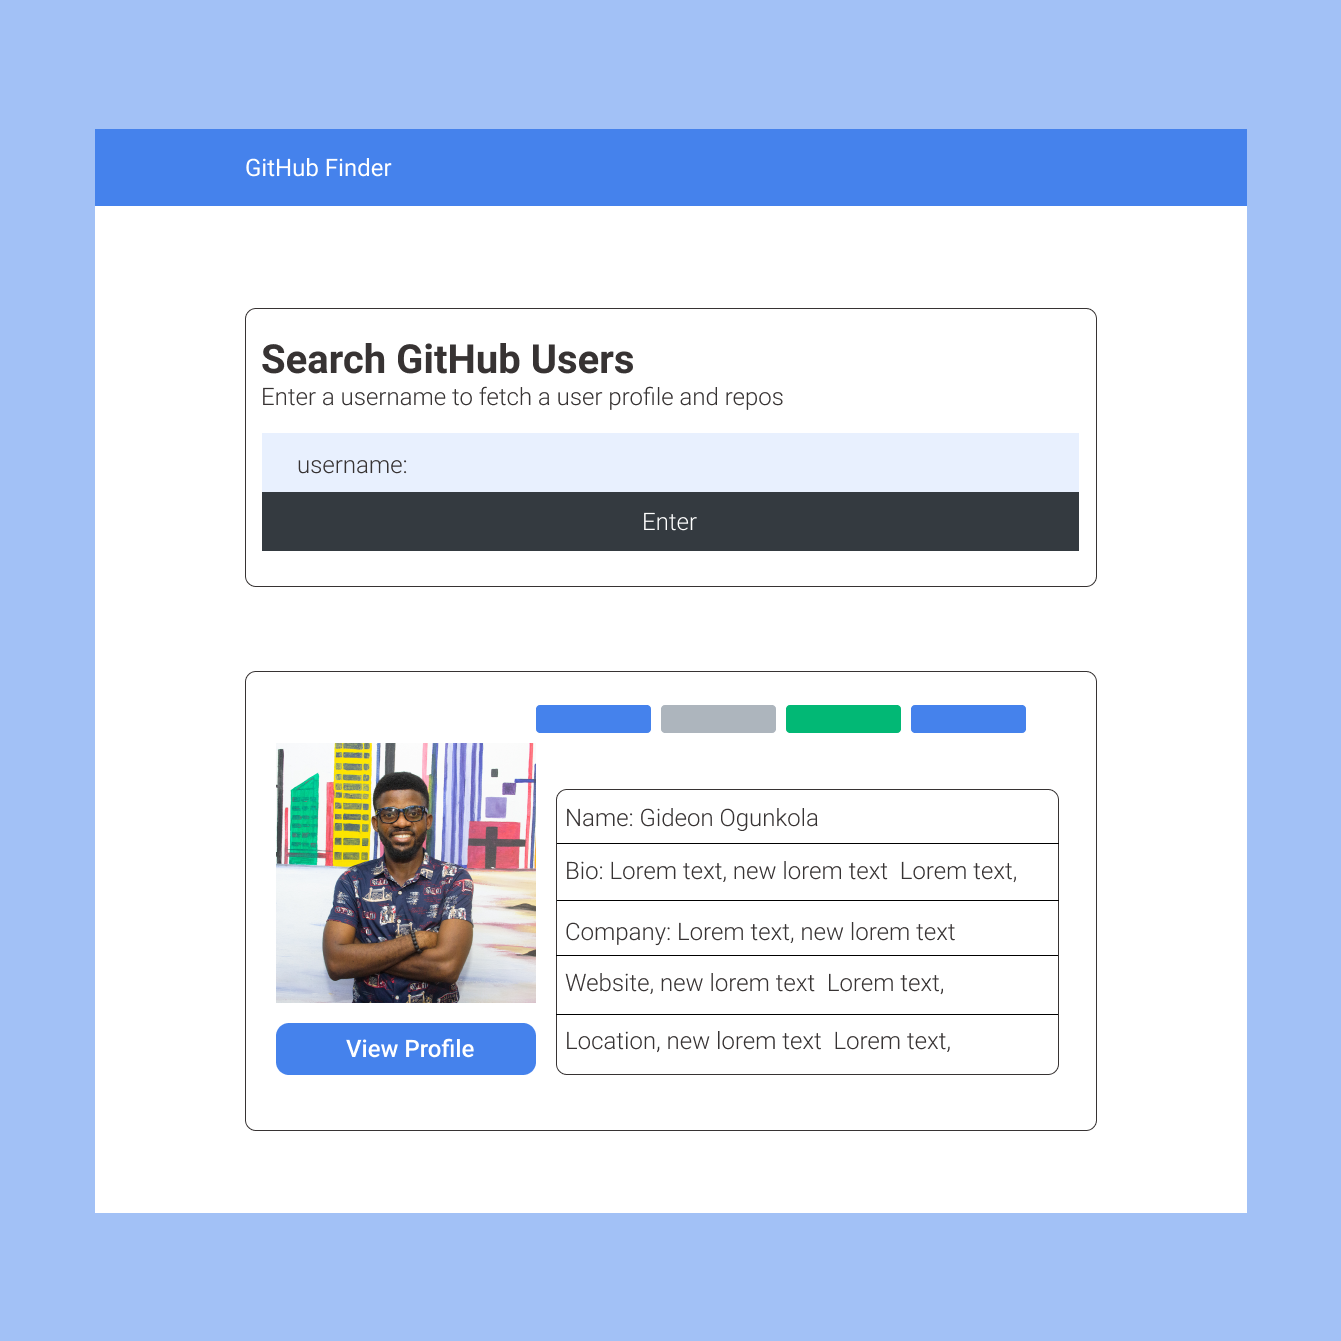 GitHub Finder
Search GitHub Users
Enter a username to fetch a user profile and repos
username:
Enter
Name: Gideon Ogunkola
Bio: Lorem text, new lorem text  Lorem text,
Company: Lorem text, new lorem text
Website, new lorem text  Lorem text,
Location, new lorem text  Lorem text,
View Profile